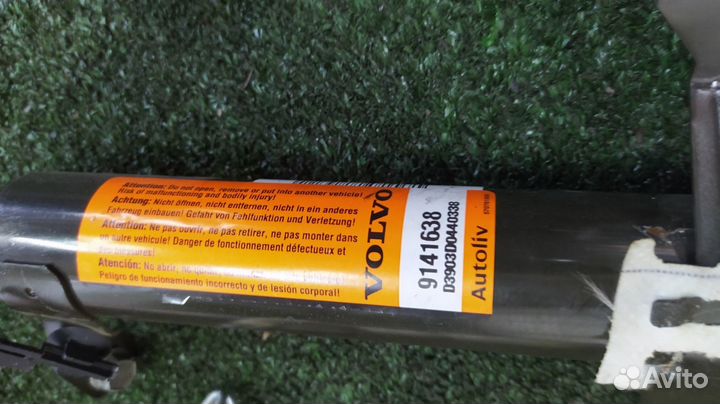 Attention: Do not open, remove or put into another vehicle!
Risk of malfunctioning and bodily injury!
Achtung: Nicht öffnen, nicht entfernen, nicht in ein anderes
Fahrzeug einbauen! Gefahr von Fehlfunktion und Verletzung!
Attention: Ne pas ouvrir, ne pas retirer, ne pas monter dans
un autre véhicule! Danger de fonctionnement défectueux et
Atención: No abrir, no
Peligro de funcionamiento incorrecto y de lesión corporal!
VOLVO
9141638
D3903D0440338
Autoliv
Avito